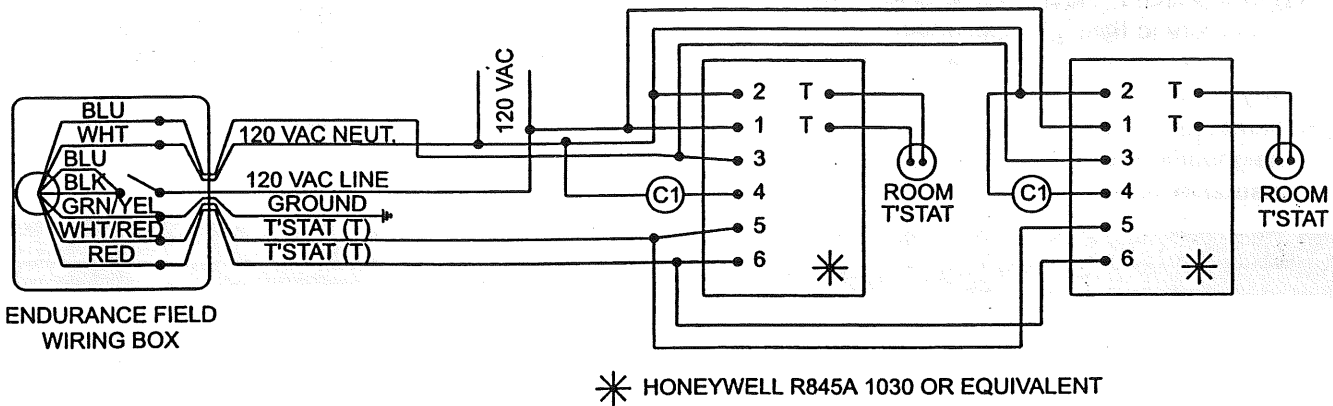 BLU
WHT
BLU
BLK
GRN/YEL
WHT/RED
RED
ENDURANCE FIELD
WIRING BOX
120 VAC NEUT.
120 VAC LINE
GROUND
T'STAT (T)
T'STAT (T)
120 VAC
C1
2 T
1 T
3
4
5
6
ROOM
T'STAT
C1
2 T
1 T
3
4
5
6
ROOM
T'STAT
HONEYWELL R845A 1030 OR EQUIVALENT